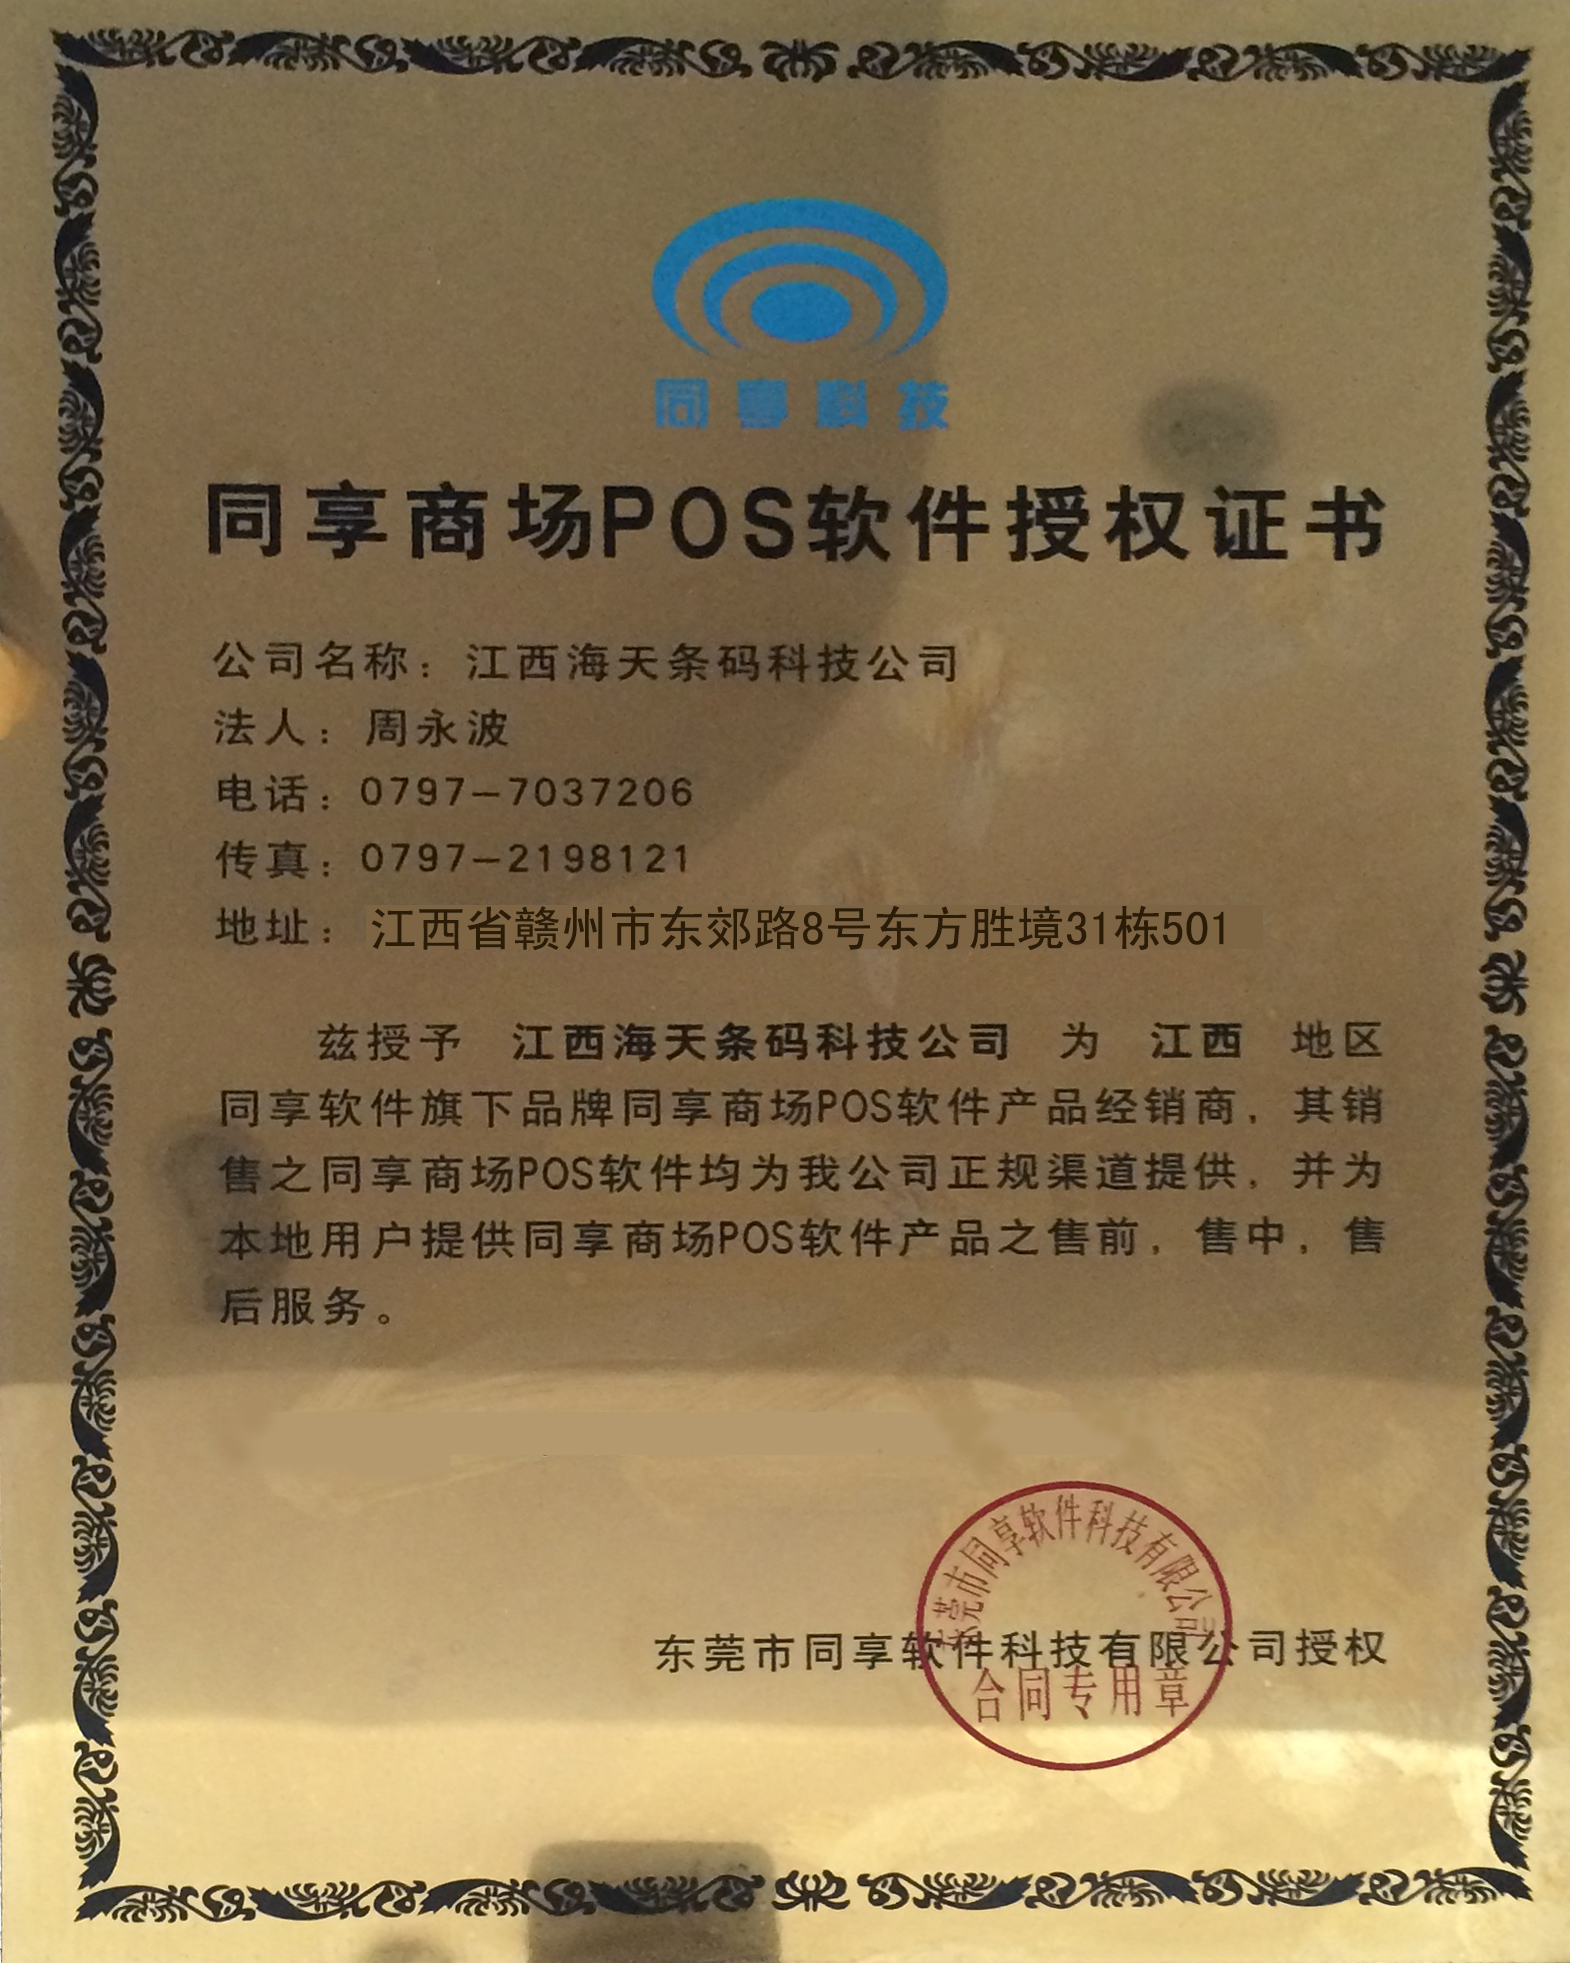 同享科技
同享商场POS软件授权证书
公司名称：江西海天条码科技公司
法人：周永波
电话：0797-7037206
传真：0797-2198121
地址：江西省赣州市东郊路8号东方胜境31栋501
兹授予 江西海天条码科技公司 为 江西 地区
同享软件旗下品牌同享商场POS软件产品经销商，其销
售之同享商场POS软件均为我公司正规渠道提供，并为
本地用户提供同享商场POS软件产品之售前，售中，售
后服务。
东莞市同享软件科技有限公司
东莞市同享软件科技有限公司授权
合同专用章